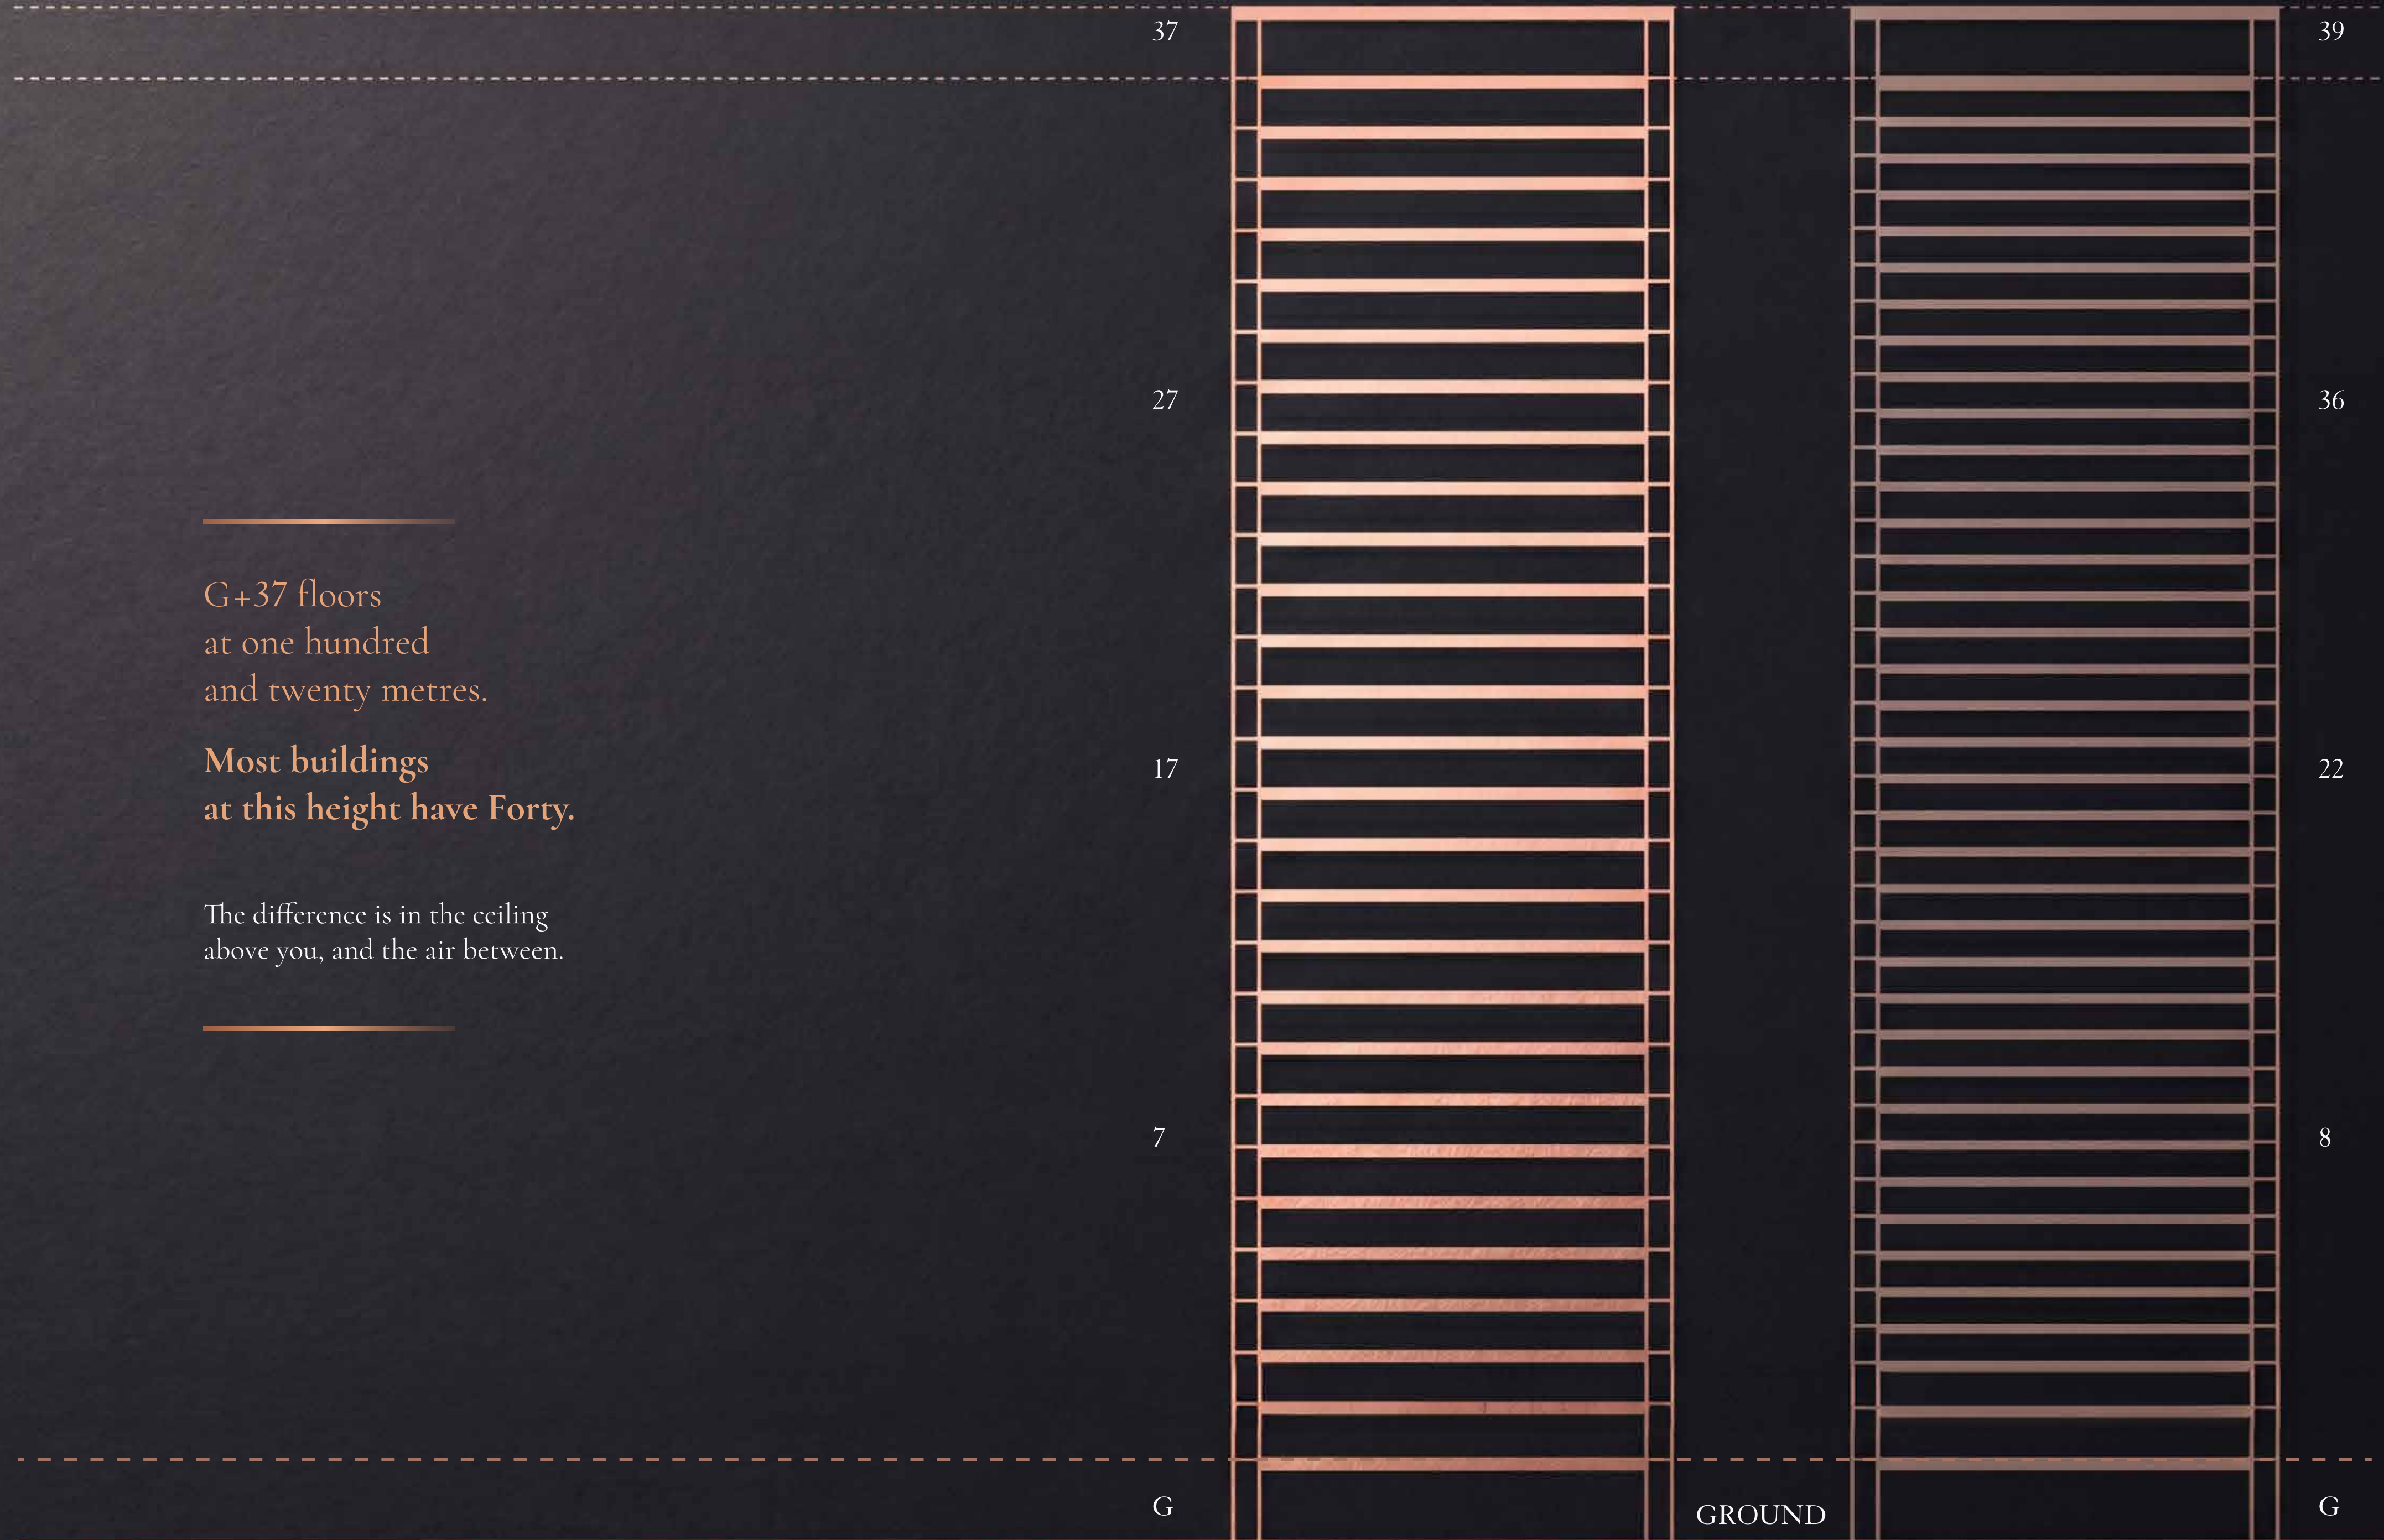 37
39
27
36
G+37 floors
at one hundred
and twenty metres.
Most buildings
at this height have Forty.
17
22
The difference is in the ceiling
above you, and the air between.
7
8
G
GROUND
G